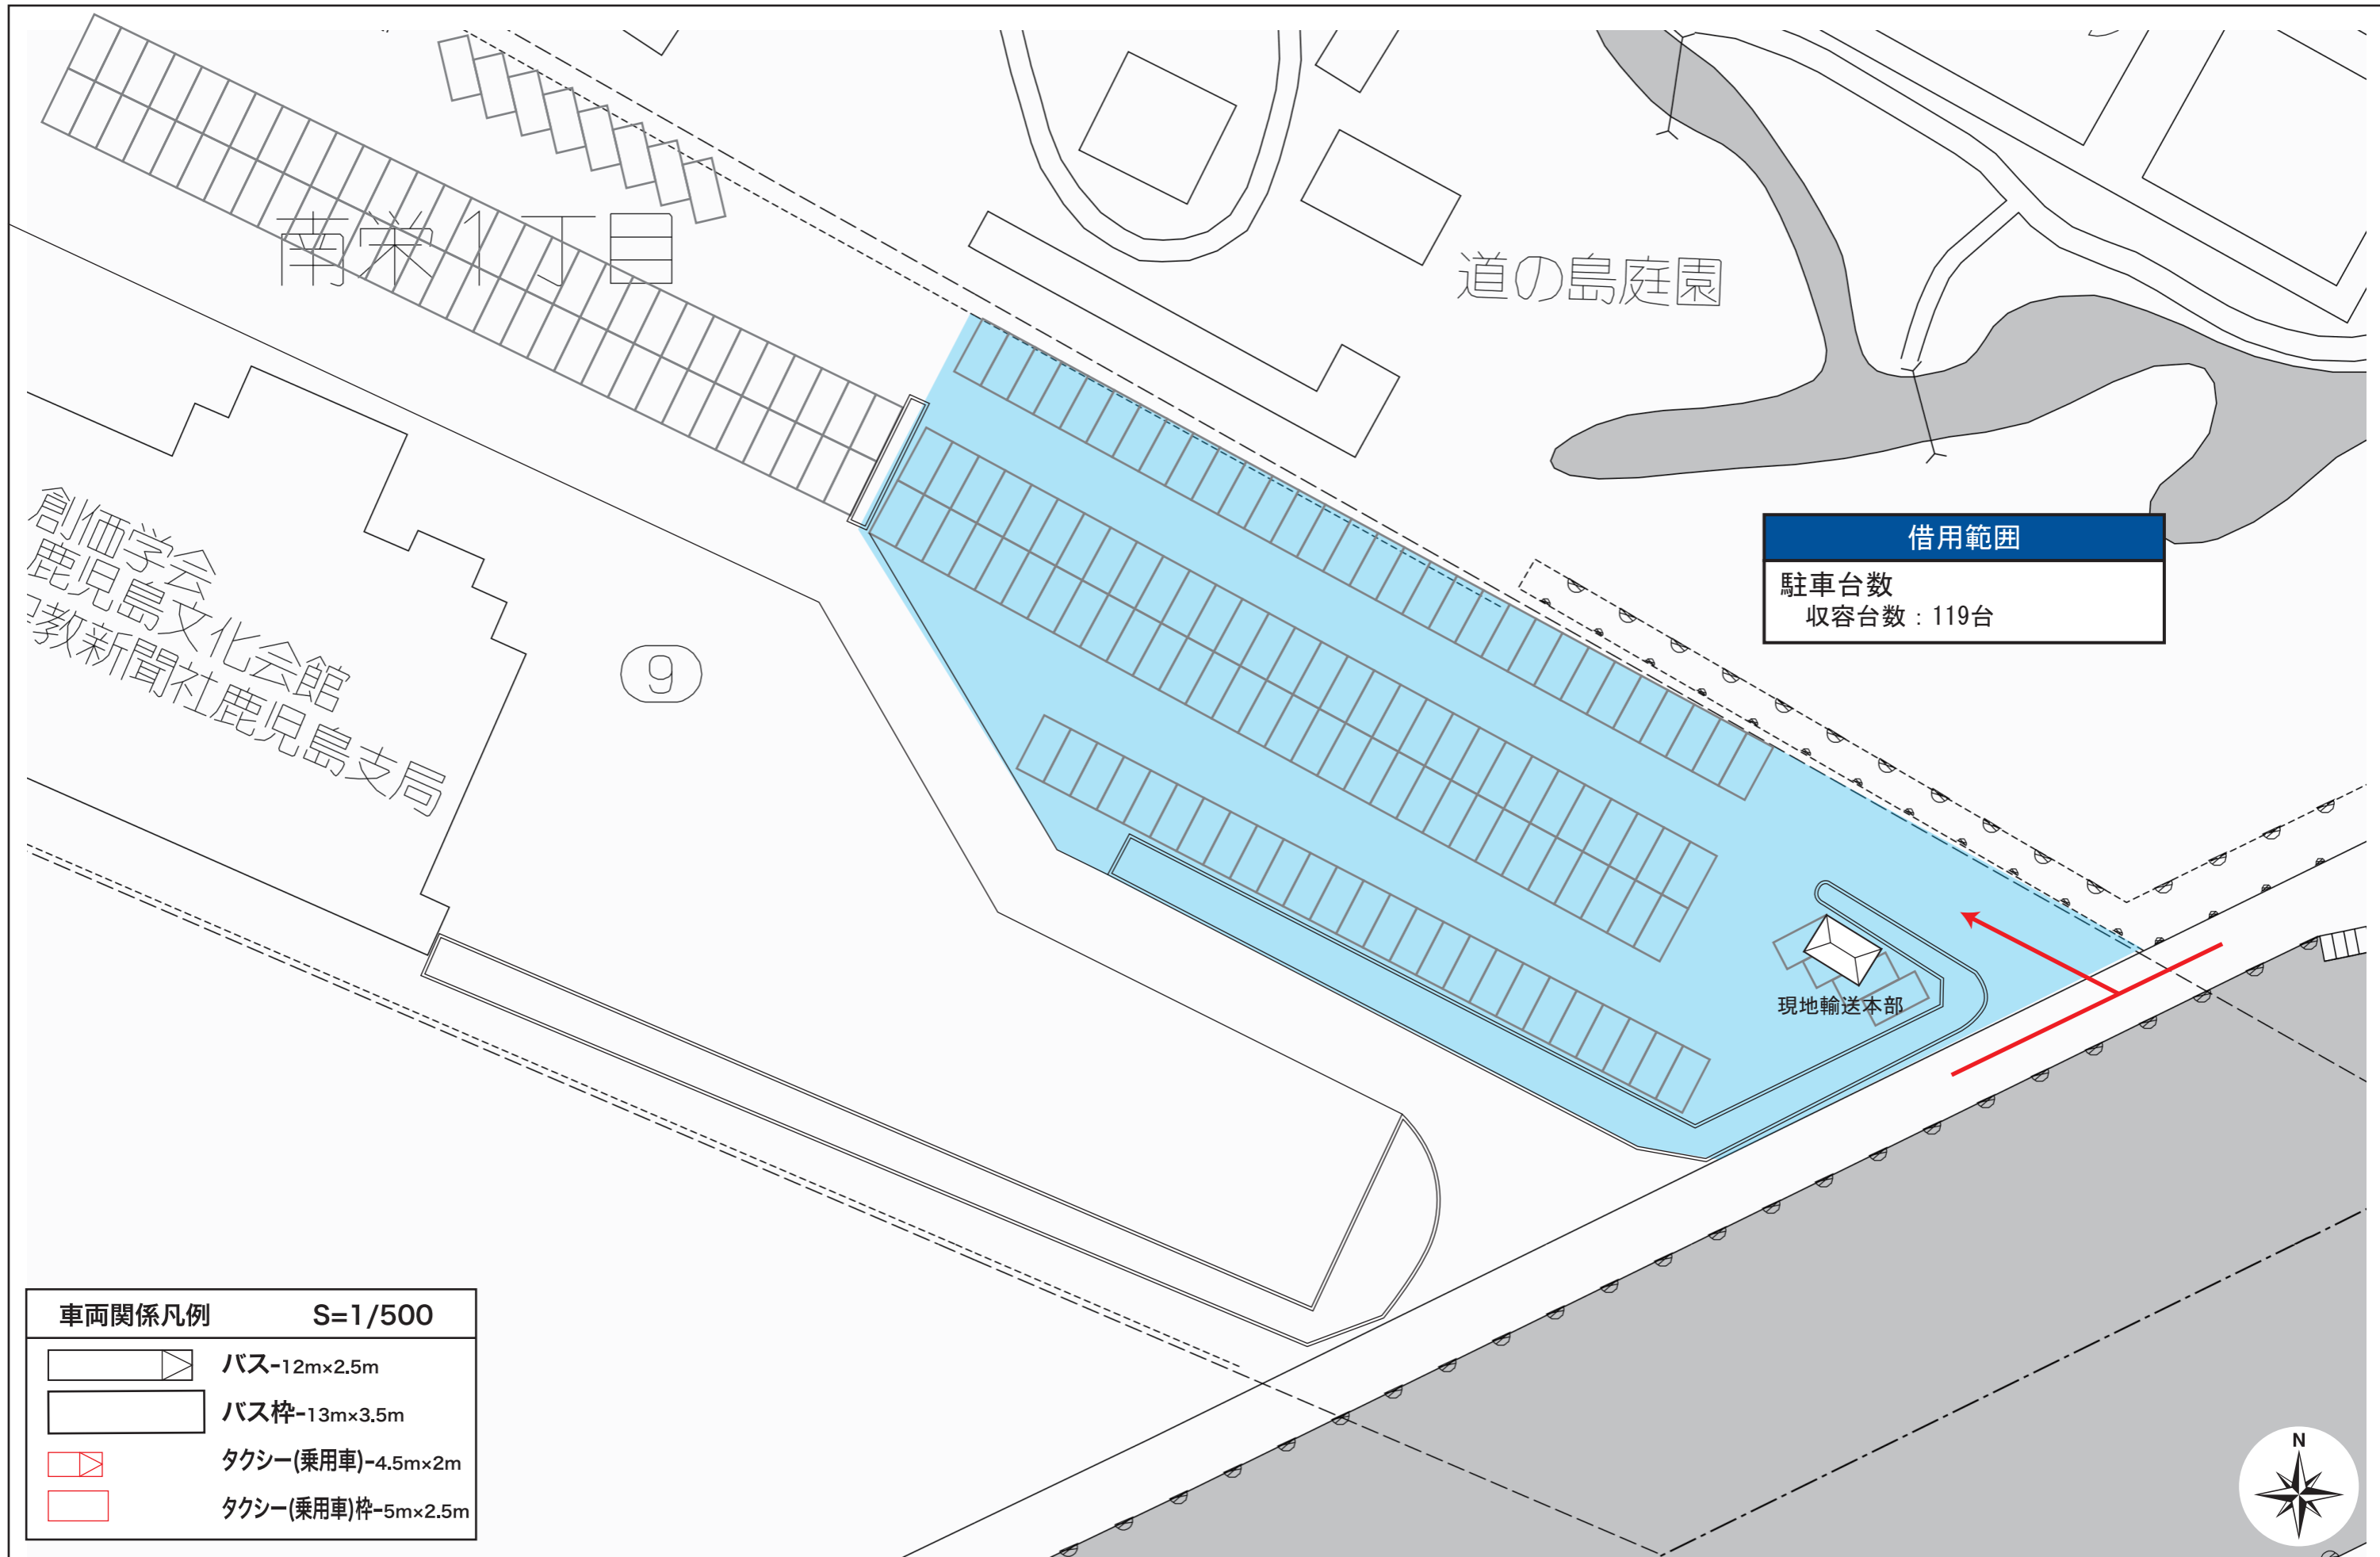 南栄1丁目
道の島庭園
創価学会
鹿児島文化会館
教新聞社鹿児島支局
9
借用範囲
駐車台数
収容台数：119台
現地輸送本部
車両関係凡例 S=1/500
バス-12m×2.5m
バス枠-13m×3.5m
タクシー(乗用車)-4.5m×2m
タクシー(乗用車)枠-5m×2.5m
N